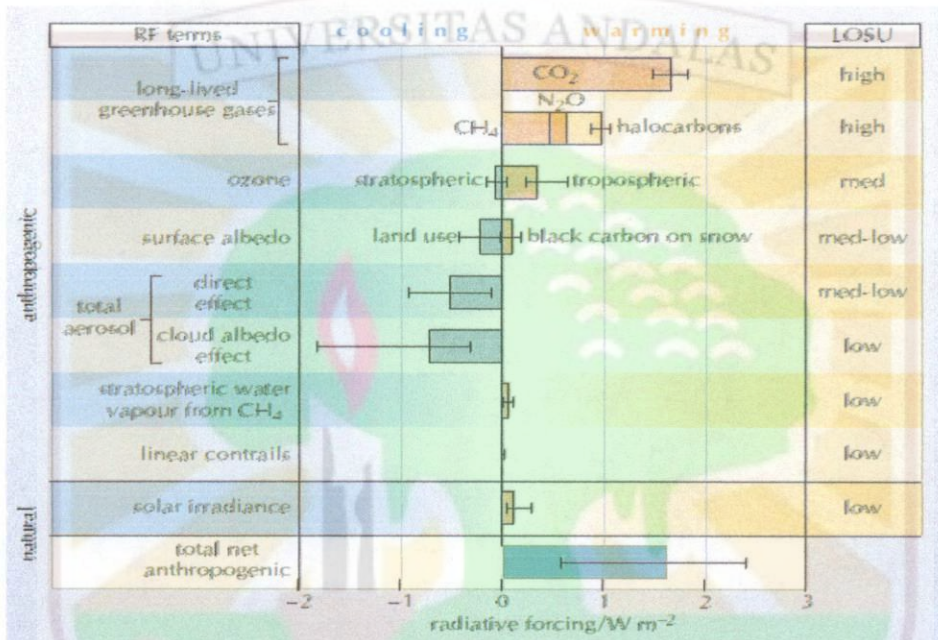 UNIVERSITAS ANDALAS
RF terms cooling warming LOSU
anthropogenic
long-lived
greenhouse gases
CO₂
high
N₂O
CH₄ halocarbons
high
ozone stratospheric tropospheric med
surface albedo land use black carbon on snow med-low
total
aerosol
direct
effect
med-low
cloud albedo
effect
low
stratospheric water
vapour from CH₄
low
linear contrails low
natural
solar irradiance low
total net
anthropogenic
−2 −1 0 1 2 3
radiative forcing/W m⁻²